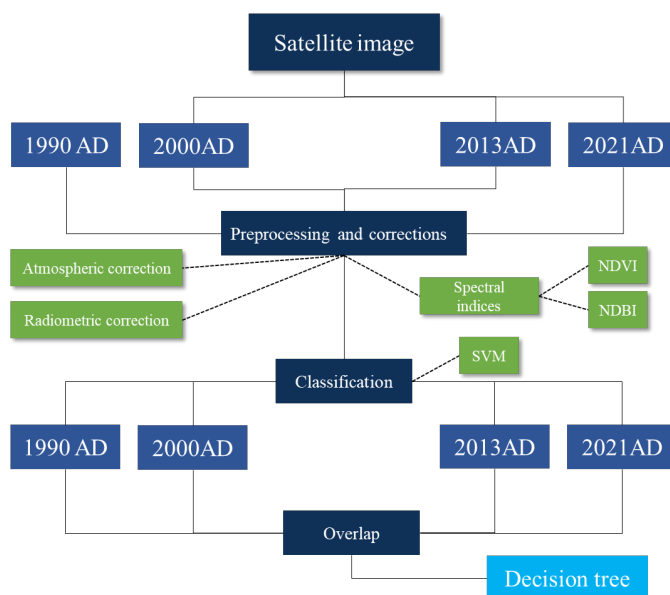 Satellite image
1990 AD
2000AD
2013AD
2021AD
Preprocessing and corrections
Atmospheric correction
Radiometric correction
Spectral
indices
NDVI
NDBI
SVM
Classification
1990 AD
2000AD
2013AD
2021AD
Overlap
Decision tree